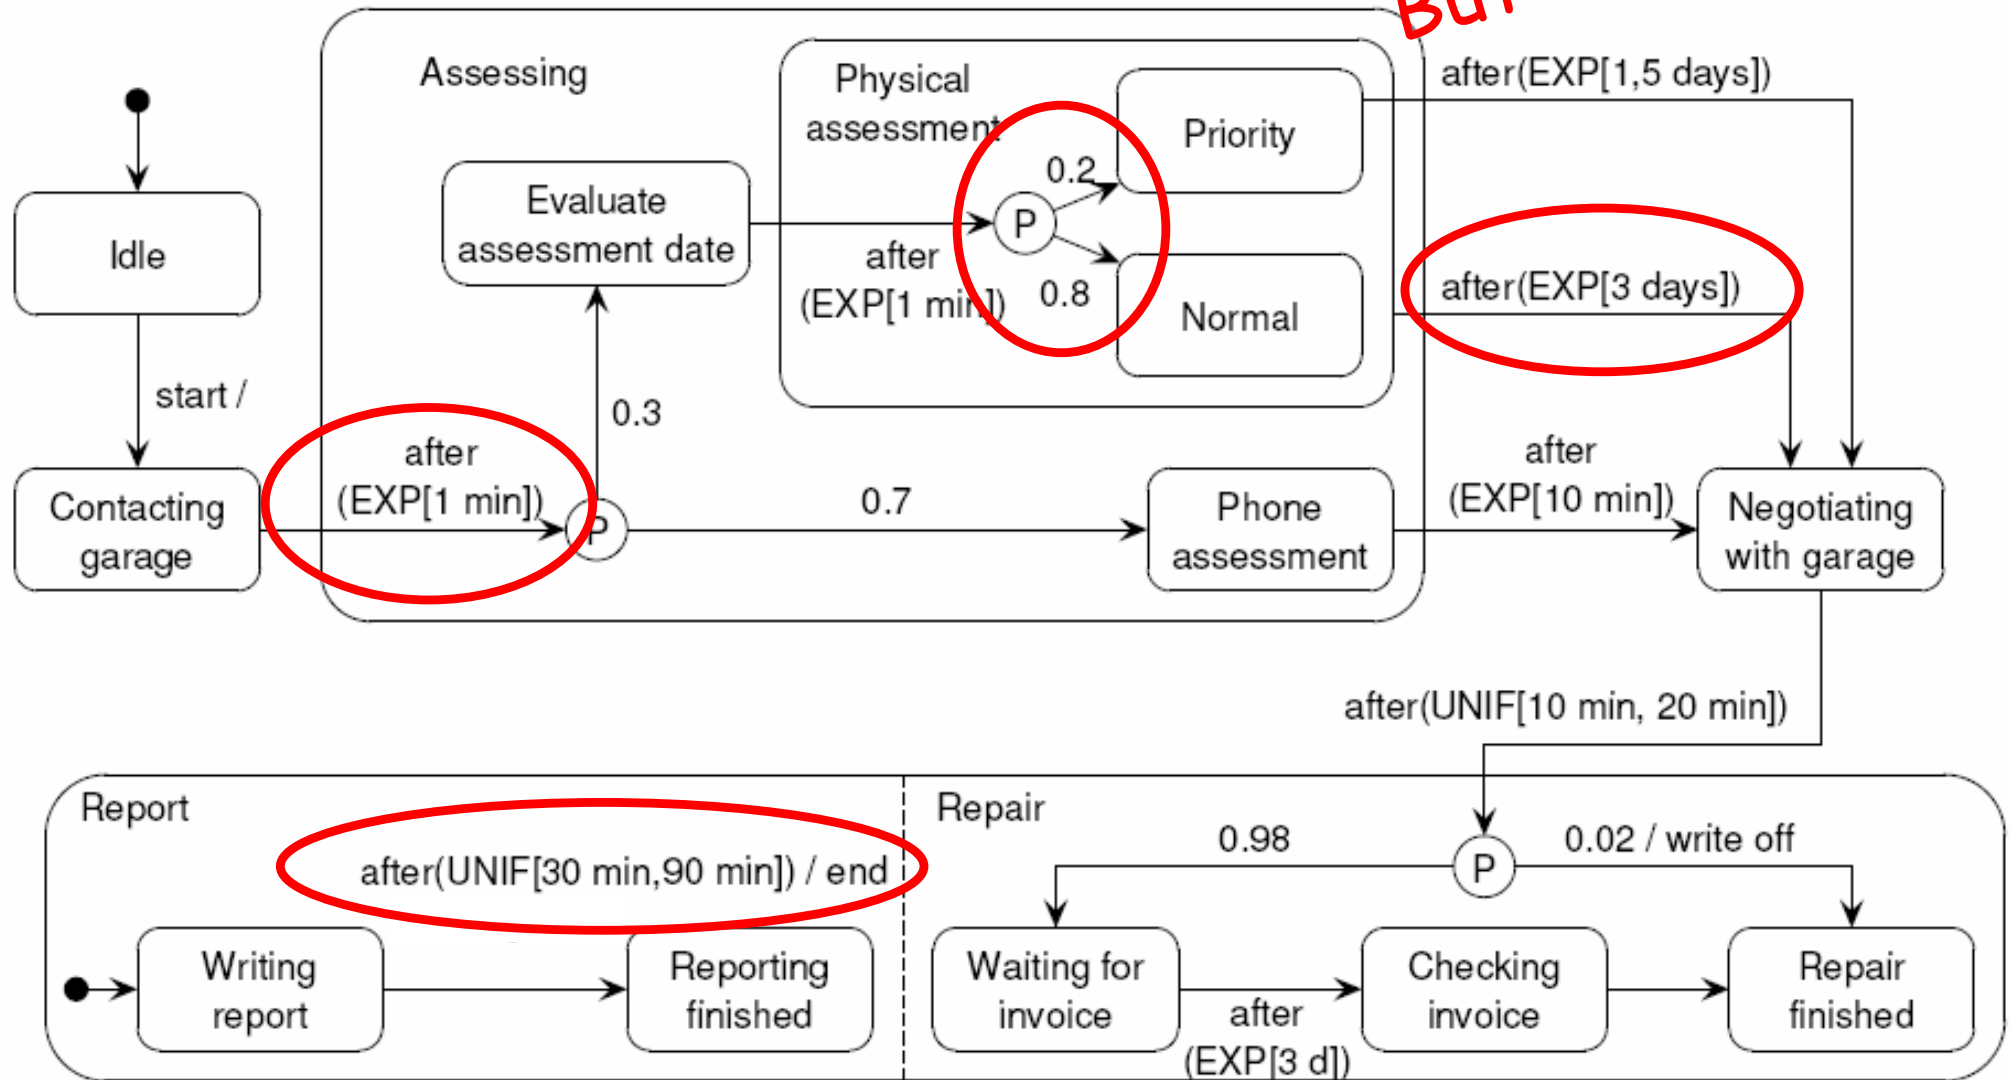 But
Assessing
Physical
assessment
after(EXP[1,5 days])
Priority
0.2
P
Evaluate
assessment date
Idle
after
(EXP[1 min])
0.8
Normal
after(EXP[3 days])
start /
0.3
after
(EXP[1 min])
P
0.7
Contacting
garage
Phone
assessment
after
(EXP[10 min])
Negotiating
with garage
after(UNIF[10 min, 20 min])
Report
Repair
after(UNIF[30 min,90 min]) / end
0.98
P
0.02 / write off
Writing
report
Reporting
finished
Waiting for
invoice
after
(EXP[3 d])
Checking
invoice
Repair
finished